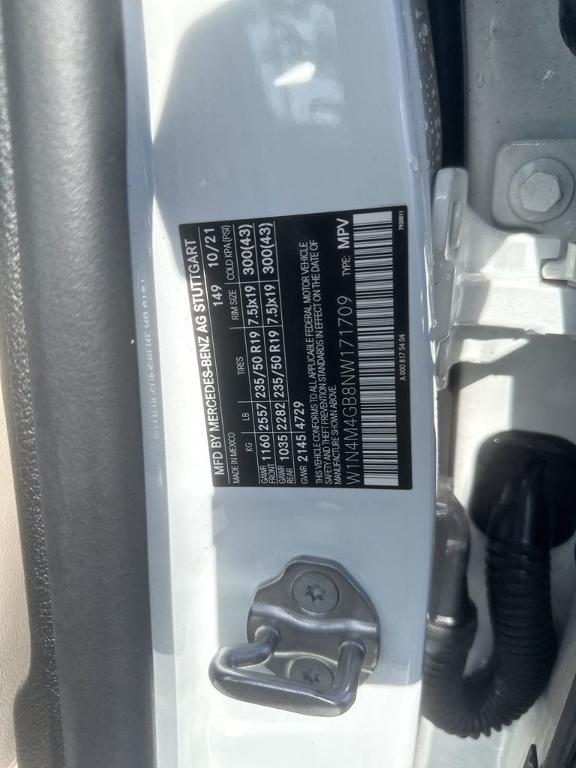 MFD BY MERCEDES-BENZ AG STUTTGART
MADE IN MEXICO 149 10/21
KG LB TIRES RIM SIZE COLD KPA(PSI)
GAWR FRONT 1160 2557 235/50 R19 7.5Jx19 300(43)
GAWR REAR 1035 2282 235/50 R19 7.5Jx19 300(43)
GVWR 2145 4729
THIS VEHICLE CONFORMS TO ALL APPLICABLE FEDERAL MOTOR VEHICLE
SAFETY AND THEFT PREVENTION STANDARDS IN EFFECT ON THE DATE OF
MANUFACTURE SHOWN ABOVE.
W1N4M4GB8NW171709 TYPE: MPV
A 000 817 54 04